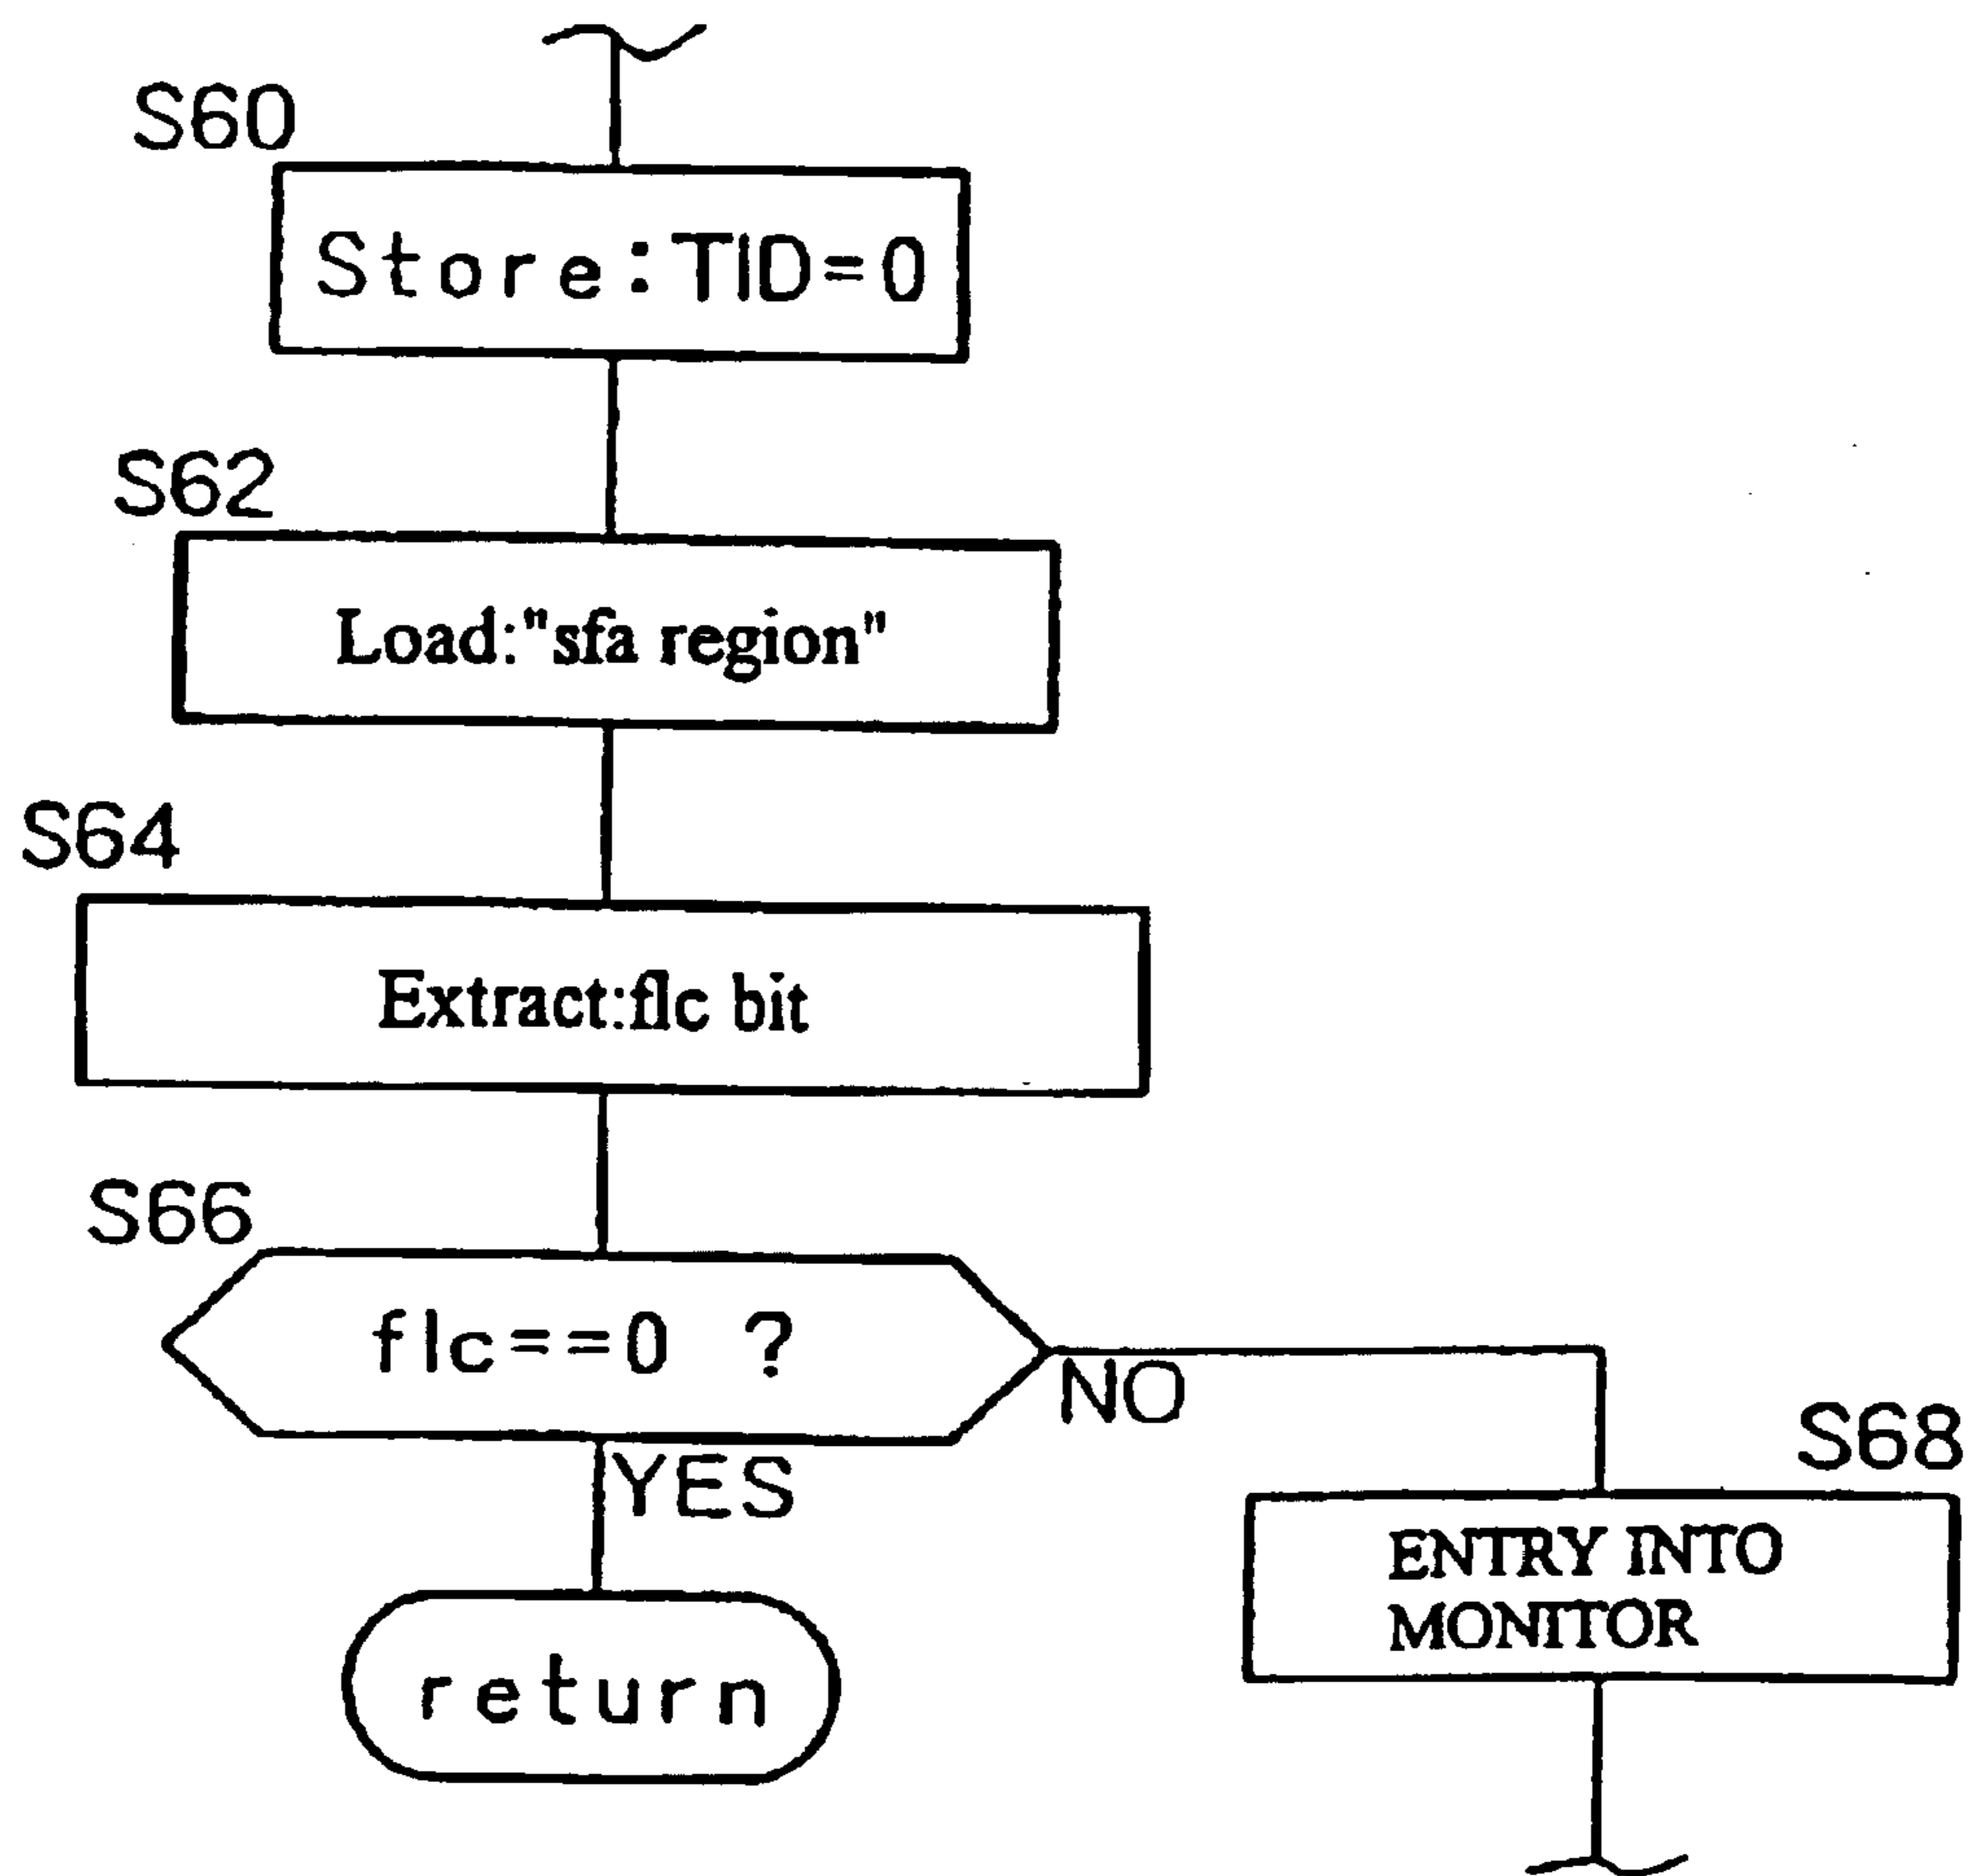 S60
Store:TID=0
S62
Load:"sfa region"
S64
Extract:flc bit
S66
flc==0 ?
NO
YES
S68
ENTRY INTO
MONITOR
return